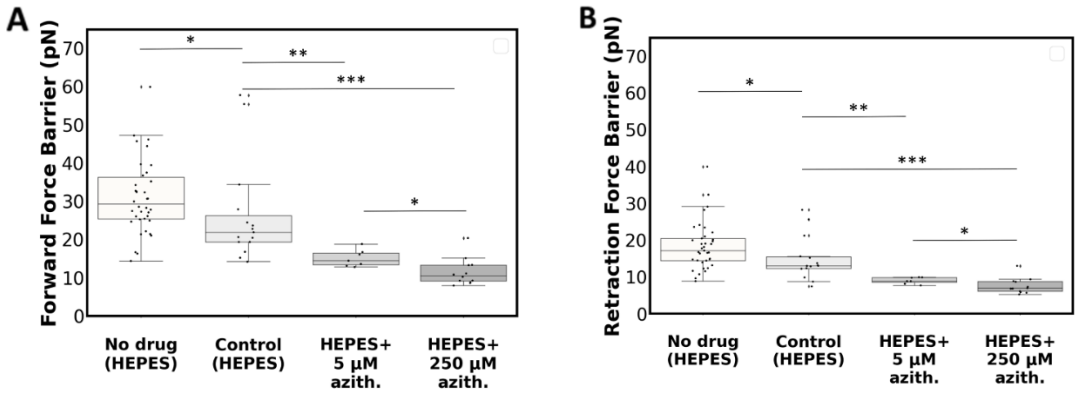 A
Forward Force Barrier (pN)
70
60
50
40
30
20
10
0
*
**
***
*
No drug
(HEPES)
Control
(HEPES)
HEPES+
5 µM
azith.
HEPES+
250 µM
azith.
B
Retraction Force Barrier (pN)
70
60
50
40
30
20
10
0
*
**
***
*
No drug
(HEPES)
Control
(HEPES)
HEPES+
5 µM
azith.
HEPES+
250 µM
azith.